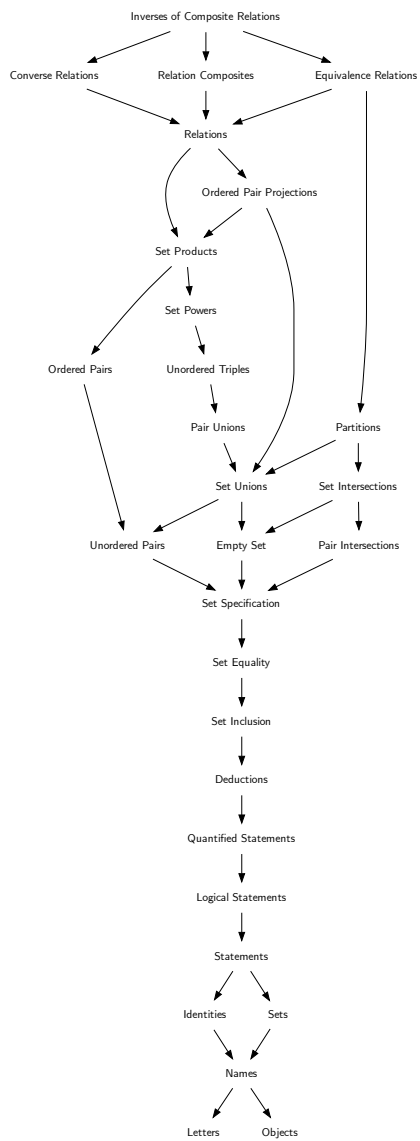 Inverses of Composite Relations
Converse Relations
Relation Composites
Equivalence Relations
Relations
Ordered Pair Projections
Set Products
Set Powers
Ordered Pairs
Unordered Triples
Pair Unions
Partitions
Set Unions
Set Intersections
Unordered Pairs
Empty Set
Pair Intersections
Set Specification
Set Equality
Set Inclusion
Deductions
Quantified Statements
Logical Statements
Statements
Identities
Sets
Names
Letters
Objects